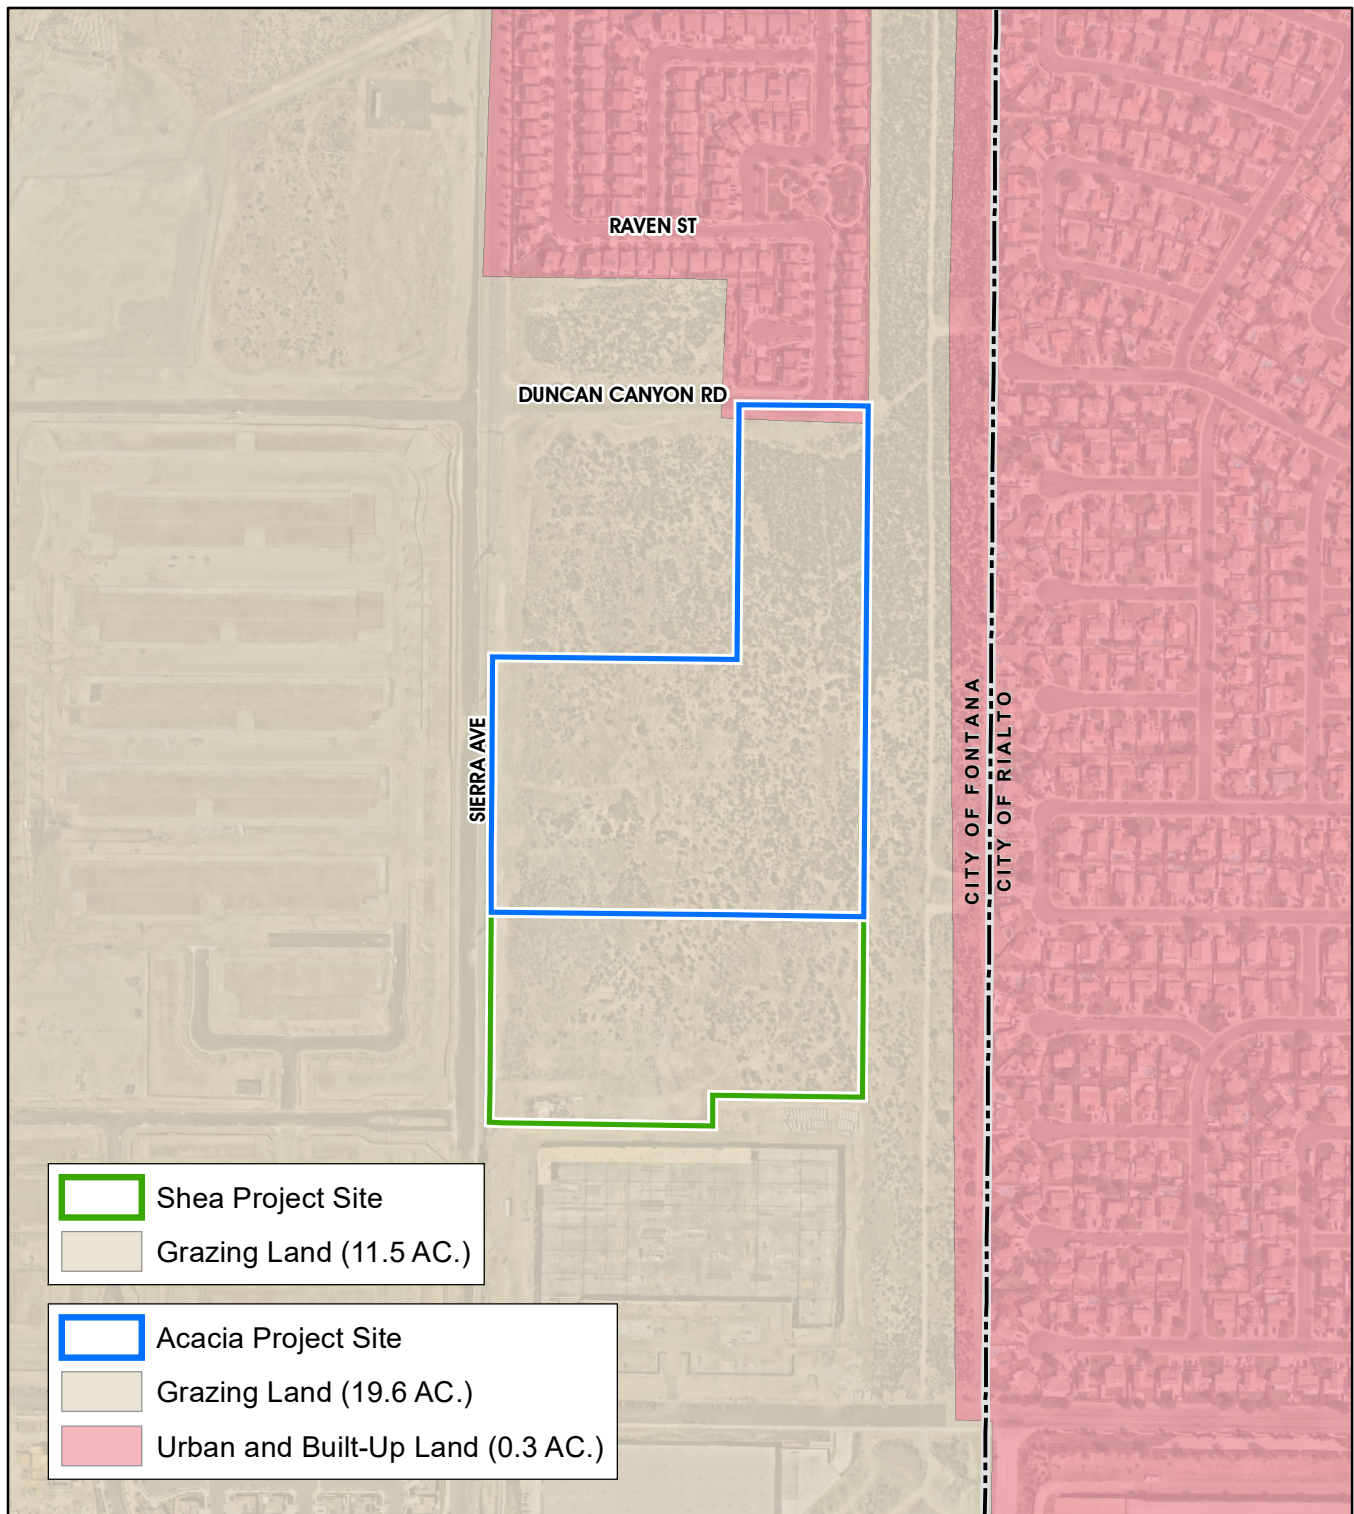 RAVEN ST
DUNCAN CANYON RD
SIERRA AVE
CITY OF FONTANA
CITY OF RIALTO
Shea Project Site
Grazing Land (11.5 AC.)
Acacia Project Site
Grazing Land (19.6 AC.)
Urban and Built-Up Land (0.3 AC.)